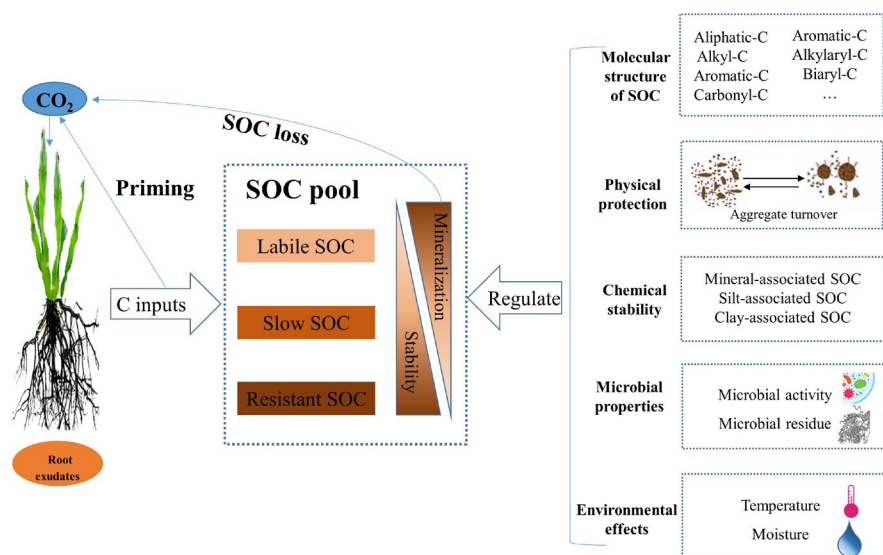 CO2
Priming
SOC loss
C inputs
Root
exudates
SOC pool
Labile SOC
Slow SOC
Resistant SOC
Stability
Mineralization
Regulate
Molecular
structure
of SOC
Aliphatic-C Aromatic-C
Alkyl-C Alkylaryl-C
Aromatic-C Biaryl-C
Carbonyl-C …
Physical
protection
Aggregate turnover
Chemical
stability
Mineral-associated SOC
Silt-associated SOC
Clay-associated SOC
Microbial
properties
Microbial activity
Microbial residue
Environmental
effects
Temperature
Moisture